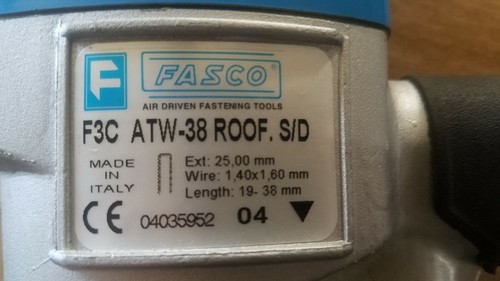 F FASCO®
AIR DRIVEN FASTENING TOOLS
F3C ATW-38 ROOF. S/D
MADE IN ITALY
Ext: 25,00 mm
Wire: 1,40x1,60 mm
Length: 19- 38 mm
CE 04035952 04